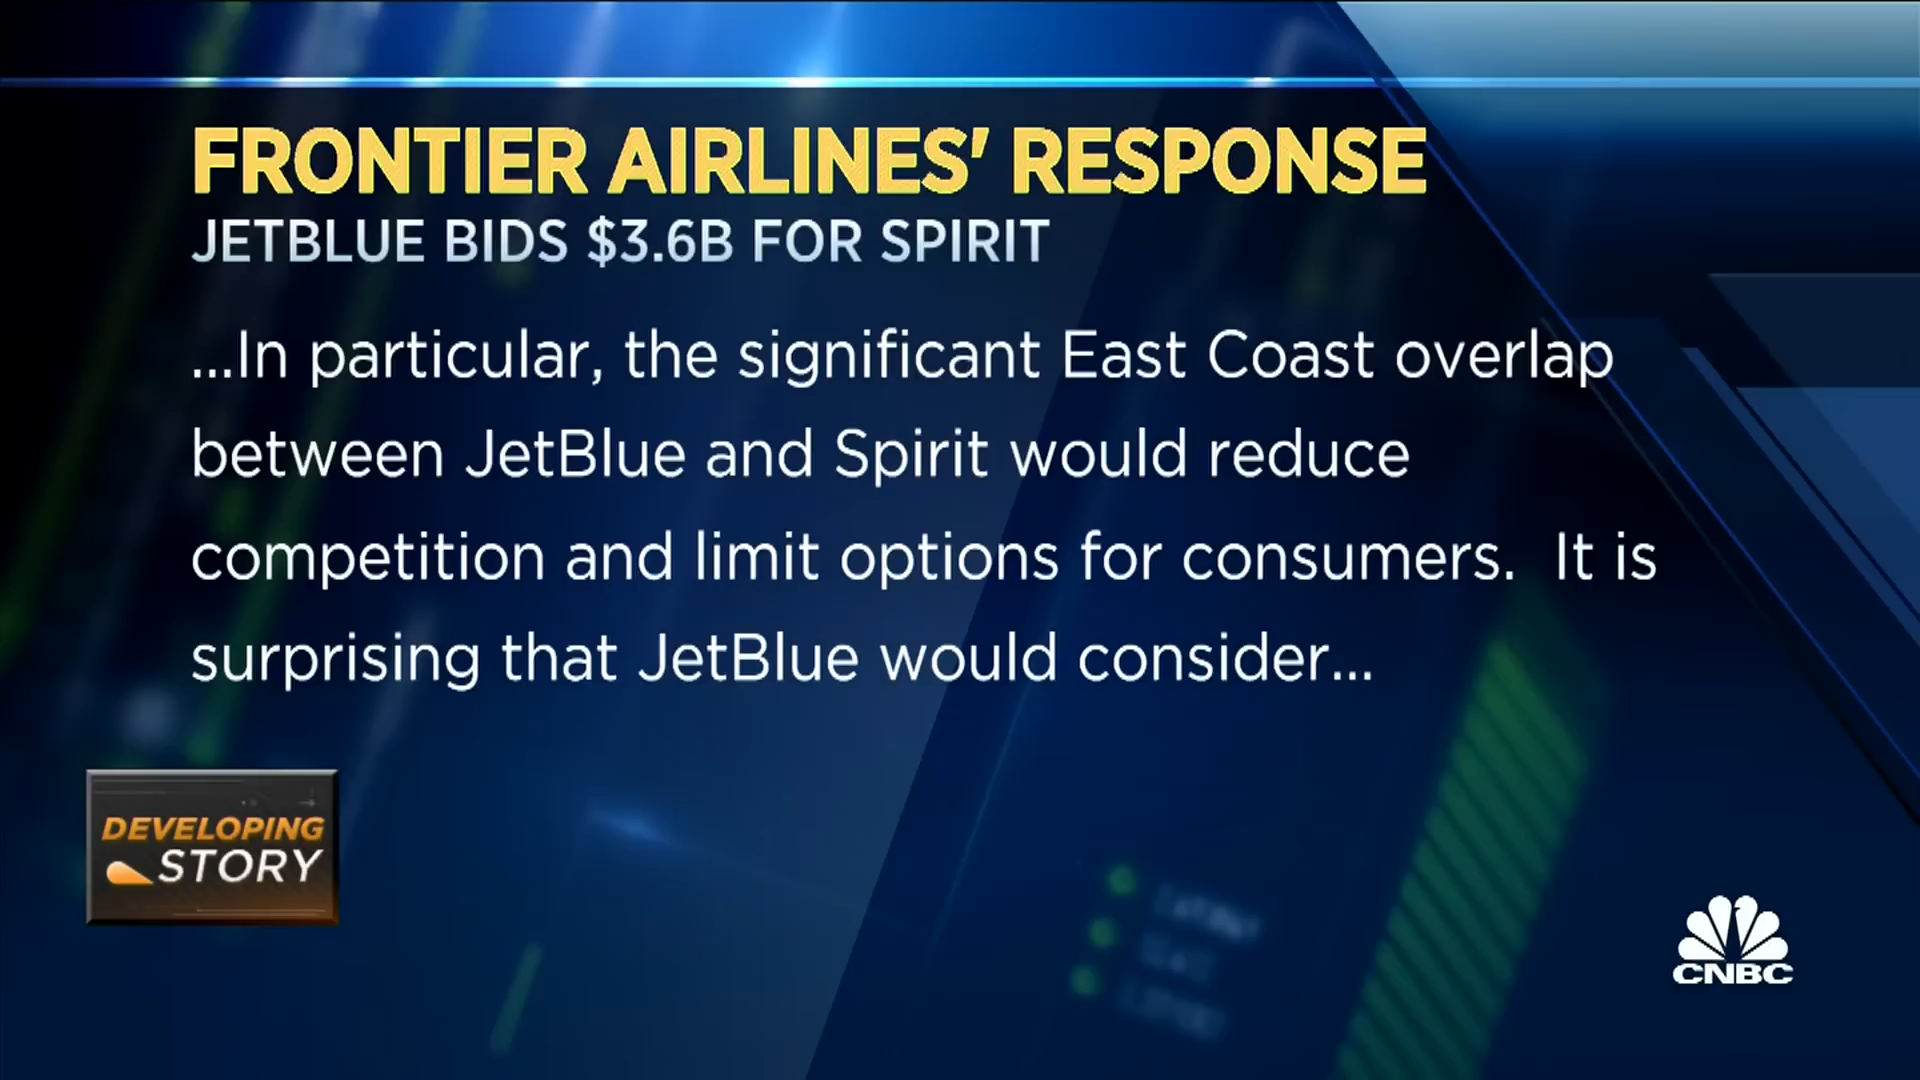 FRONTIER AIRLINES' RESPONSE
JETBLUE BIDS $3.6B FOR SPIRIT
...In particular, the significant East Coast overlap
between JetBlue and Spirit would reduce
competition and limit options for consumers.  It is
surprising that JetBlue would consider...
DEVELOPING
STORY
CNBC